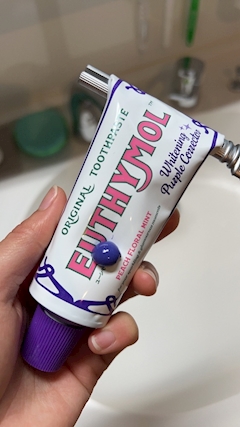 ORIGINAL TOOTHPASTE
EUTHYMOL
Whitening
Purple Corrector
PEACH FLORAL MINT